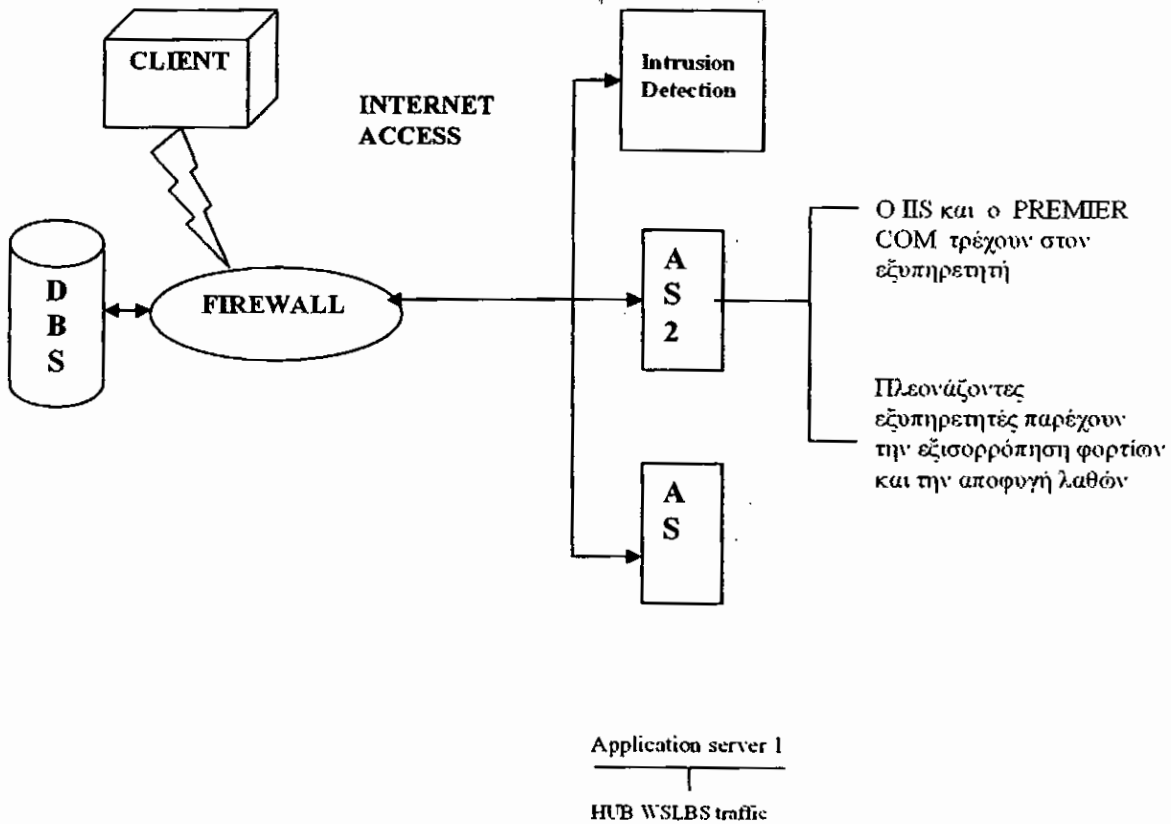 CLIENT
INTERNET
ACCESS
Intrusion
Detection
D
B
S
FIREWALL
A
S
2
Ο IIS και ο PREMIER
COM τρέχουν στον
εξυπηρετητή
Πλεονάζοντες
εξυπηρετητές παρέχουν
την εξισορρόπηση φορτίων
και την αποφυγή λαθών
A
S
Application server 1
HUB WSLBS traffic